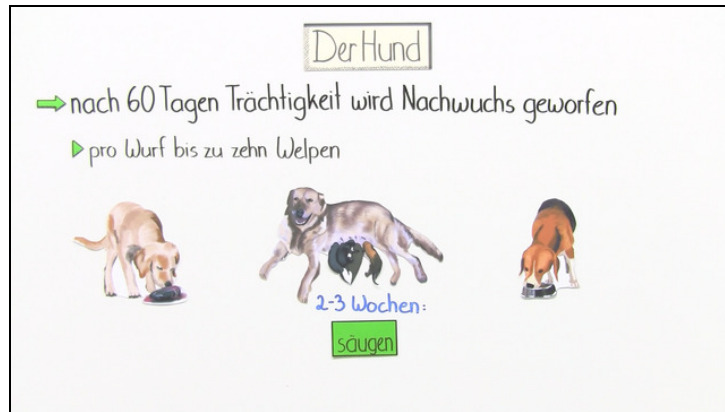 Der Hund
nach 60 Tagen Trächtigkeit wird Nachwuchs geworfen
pro Wurf bis zu zehn Welpen
2-3 Wochen:
säugen